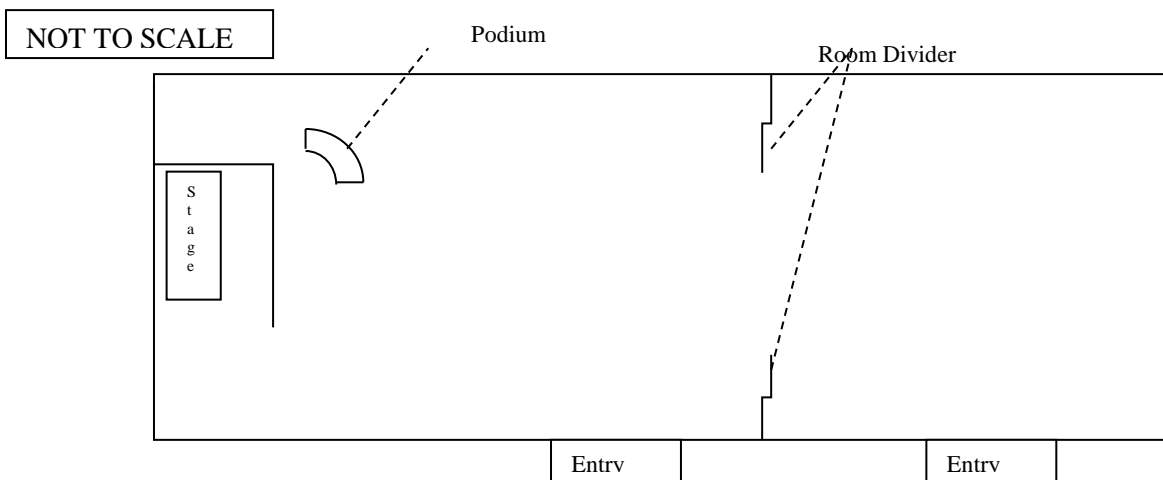 NOT TO SCALE
Podium
Room Divider
Stage
Entry
Entry